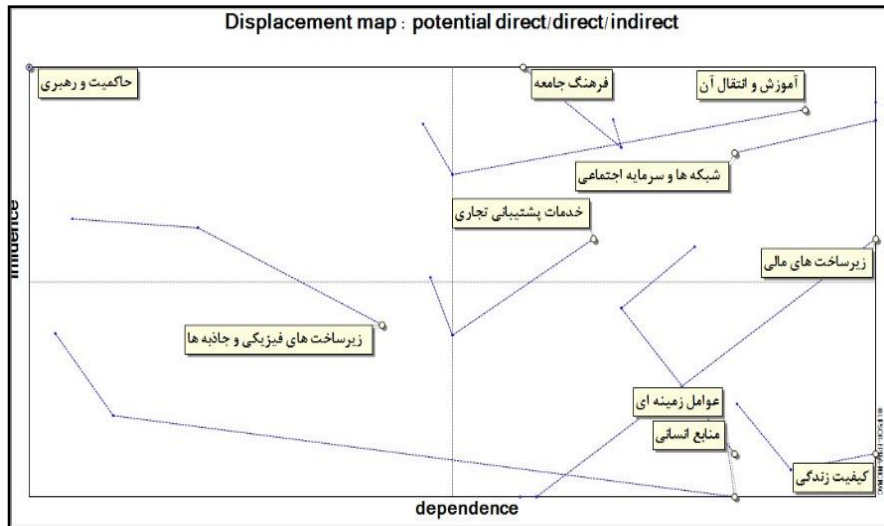 Displacement map : potential direct/direct/indirect
حاکمیت و رهبری
فرهنگ جامعه
آموزش و انتقال آن
شبکه ها و سرمایه اجتماعی
خدمات پشتیبانی تجاری
زیرساخت های مالی
زیرساخت های فیزیکی و جاذبه ها
عوامل زمینه ای
منابع انسانی
کیفیت زندگی
dependence